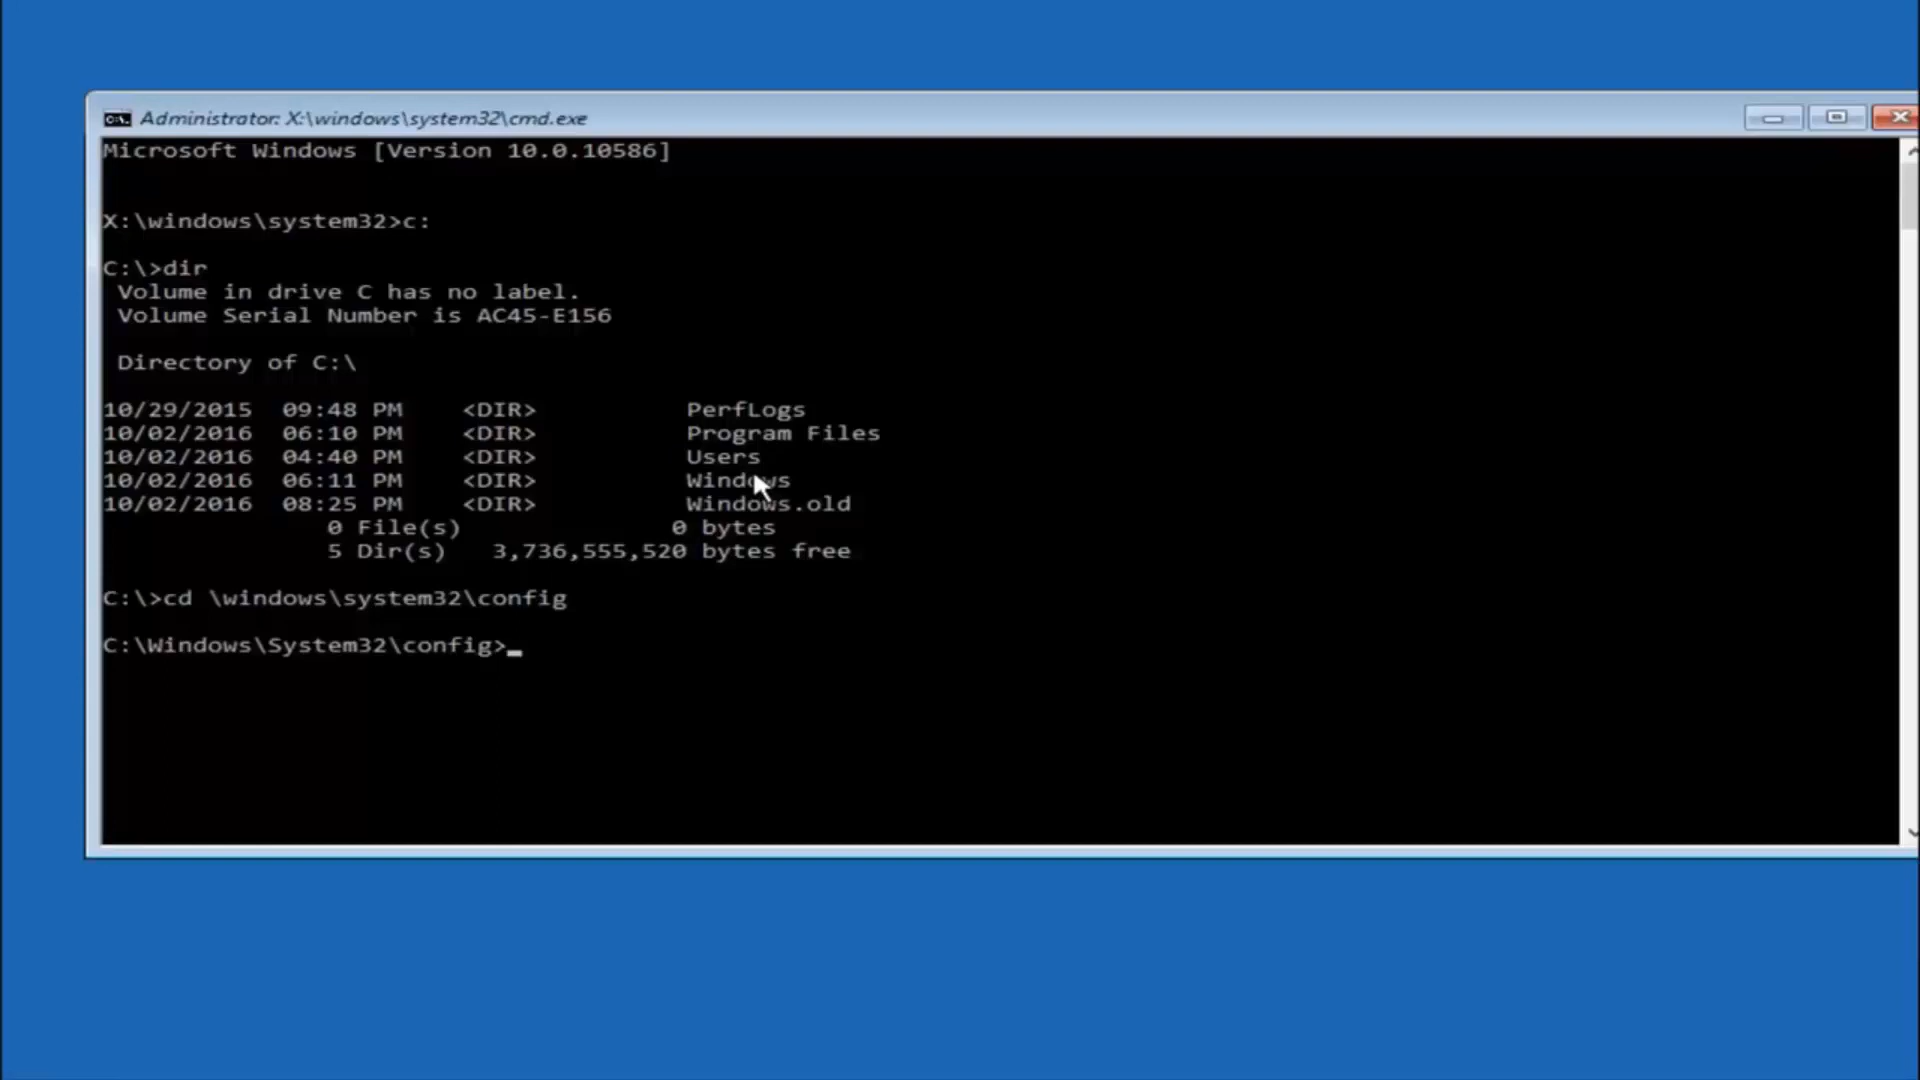 Administrator: X:\windows\system32\cmd.exe
Microsoft Windows [Version 10.0.10586]
X:\windows\system32>c:
C:\>dir
Volume in drive C has no label.
Volume Serial Number is AC45-E156
Directory of C:\
10/29/2015 09:48 PM <DIR> PerfLogs
10/02/2016 06:10 PM <DIR> Program Files
10/02/2016 04:40 PM <DIR> Users
10/02/2016 06:11 PM <DIR> Windows
10/02/2016 08:25 PM <DIR> Windows.old
0 File(s) 0 bytes
5 Dir(s) 3,736,555,520 bytes free
C:\>cd \windows\system32\config
C:\Windows\System32\config>_